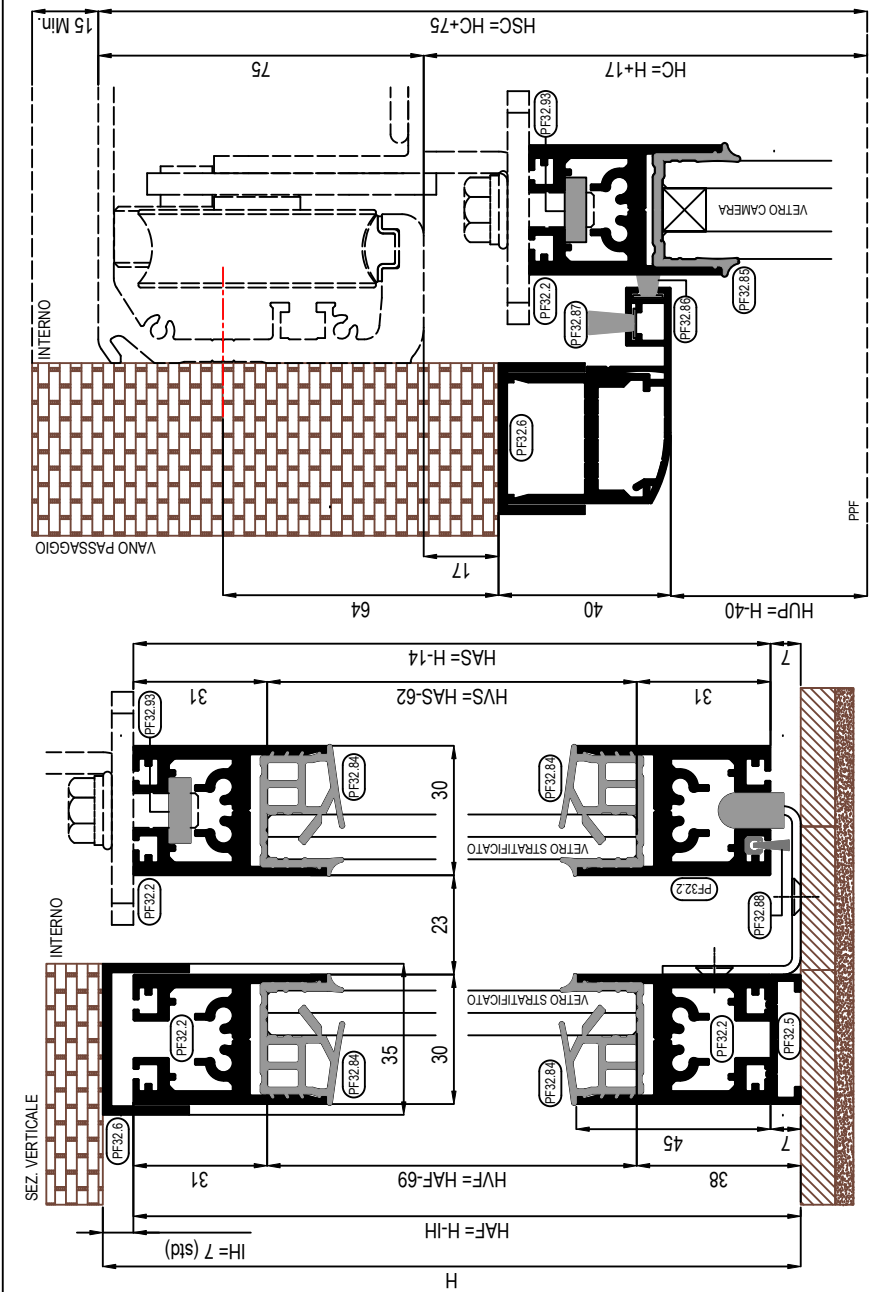 15 Min.
HSC= HC+75
75
HC= H+17
PF32.93
VETRO CAMERA
INTERNO
PF32.2
PF32.87
PF32.86
PF32.85
PF32.6
VANO PASSAGGIO
17
PPF
64
40
HUP= H-40
HAS= H-14
7
31
HVS= HAS-62
31
PF32.93
PF32.84
30
PF32.84
VETRO STRATIFICATO
PF32.2
PF32.2
INTERNO
23
PF32.88
SEZ. VERTICALE
PF32.2
VETRO STRATIFICATO
PF32.2
PF32.5
35
30
PF32.84
PF32.84
PF32.6
45
7
31
HVF= HAF-69
38
IH= 7 (std)
HAF= H-IH
H